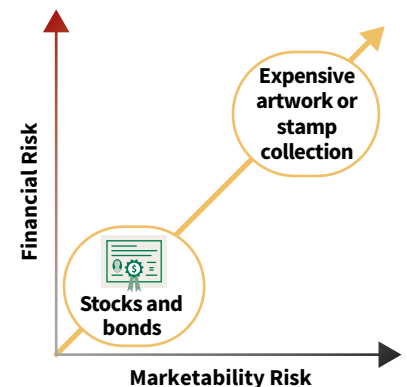 Expensive
artwork or
stamp
collection
Financial Risk
$
Stocks and
bonds
Marketability Risk